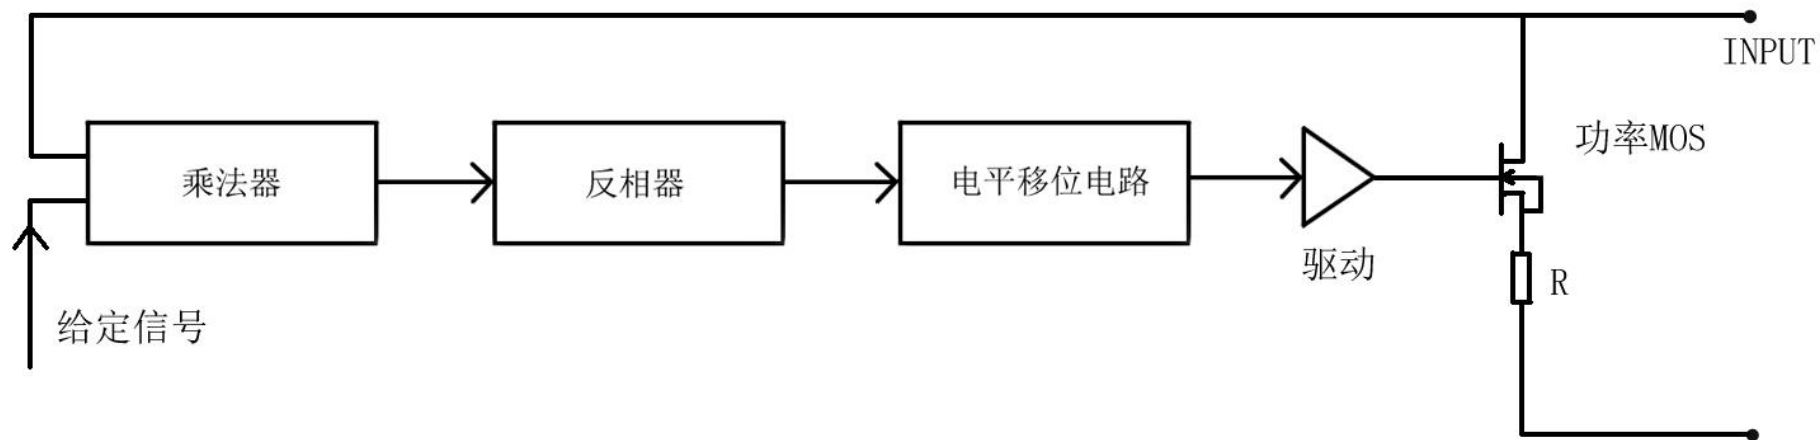 INPUT
功率MOS
乘法器
反相器
电平移位电路
驱动
R
给定信号